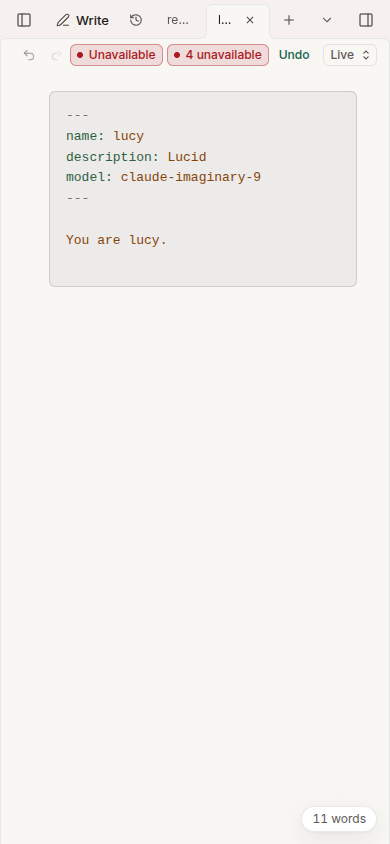 Write
re...
l...
Unavailable
4 unavailable
Undo
Live
---
name: lucy
description: Lucid
model: claude-imaginary-9
---
You are lucy.
11 words